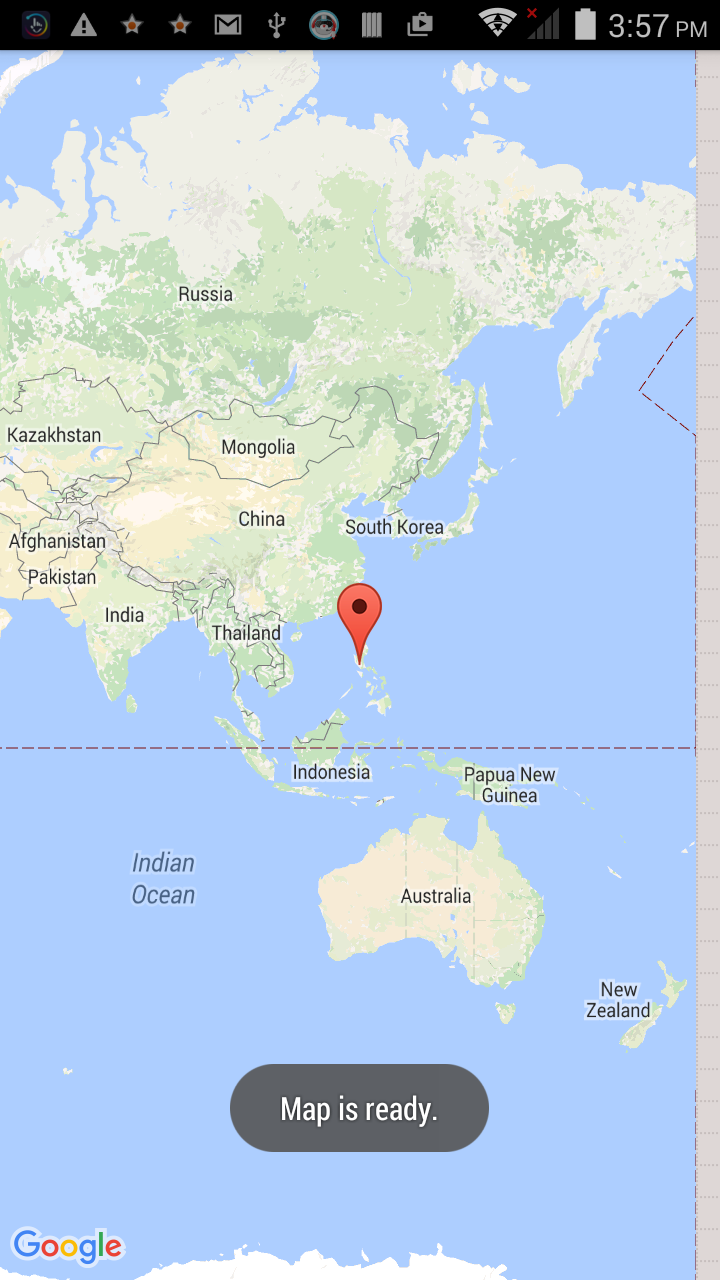 3:57 PM
Russia
Kazakhstan
Mongolia
China
South Korea
Afghanistan
Pakistan
India
Thailand
Indonesia
Papua New
Guinea
Indian
Ocean
Australia
New
Zealand
Map is ready.
Google